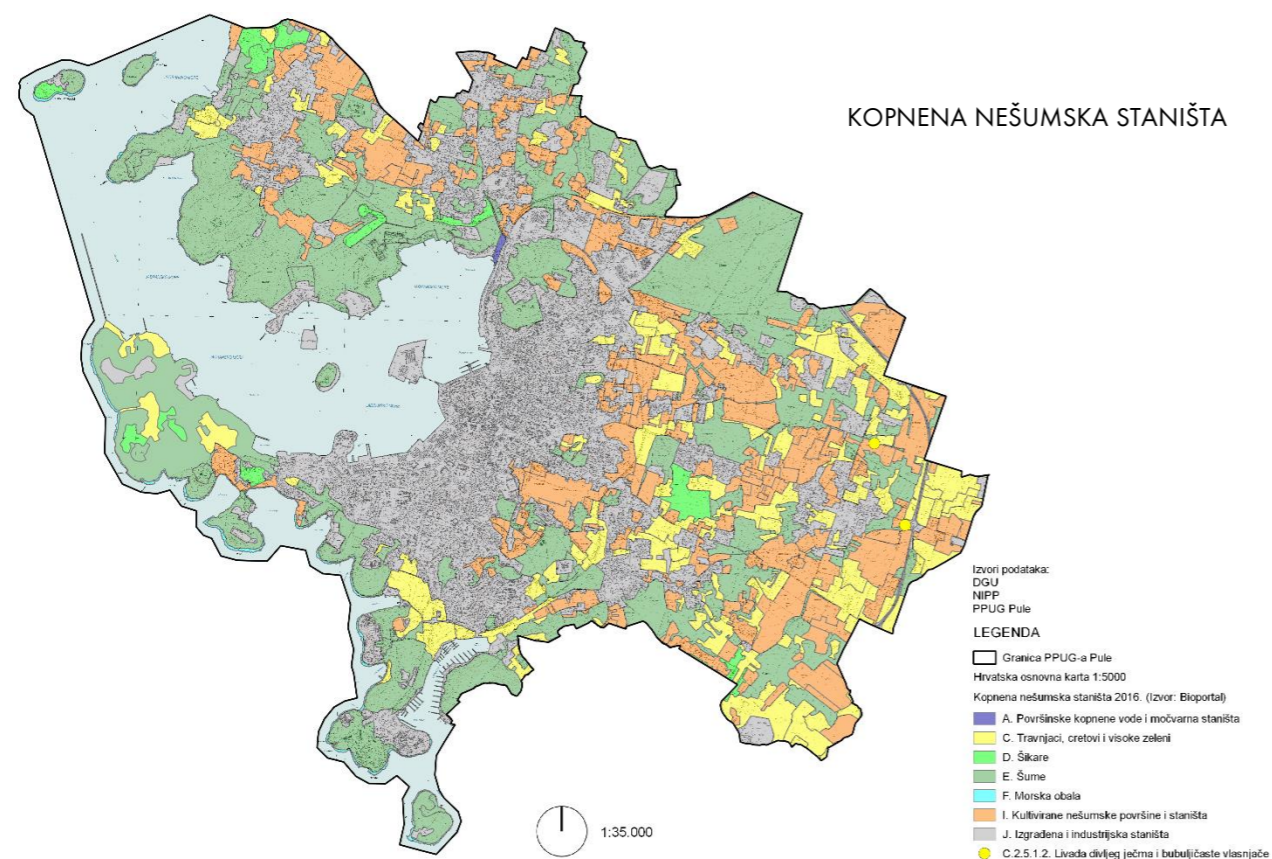 KOPNENA NEŠUMSKA STANIŠTA
Izvori podataka:
DGU
NIPP
PPUG Pule
LEGENDA
Granica PPUG-a Pule
Hrvatska osnovna karta 1:5000
Kopnena nešumska staništa 2016. (Izvor: Bioportal)
A. Površinske kopnene vode i močvarna staništa
C. Travnjaci, cretovi i visoke zeleni
D. Šikare
E. Šume
F. Morska obala
I. Kultivirane nešumske površine i staništa
J. Izgrađena i industrijska staništa
C.2.5.1.2. Livada divljeg ječma i bubuljičaste vlasnjače
1:35.000